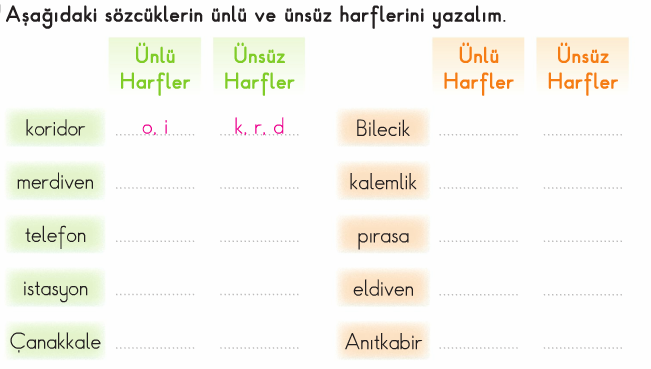 Aşağıdaki sözcüklerin ünlü ve ünsüz harflerini yazalım.
Ünlü Harfler Ünsüz Harfler Ünlü Harfler Ünsüz Harfler
koridor o, i k, r, d Bilecik
merdiven kalemlik
telefon pırasa
istasyon eldiven
Çanakkale Anıtkabir